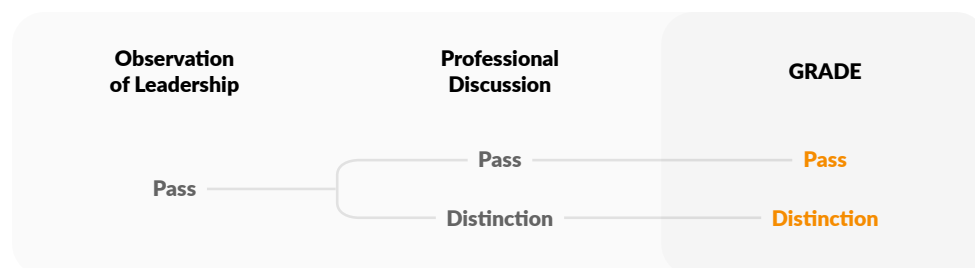 Observation
of Leadership
Professional
Discussion
GRADE
Pass
Pass
Pass
Distinction
Distinction